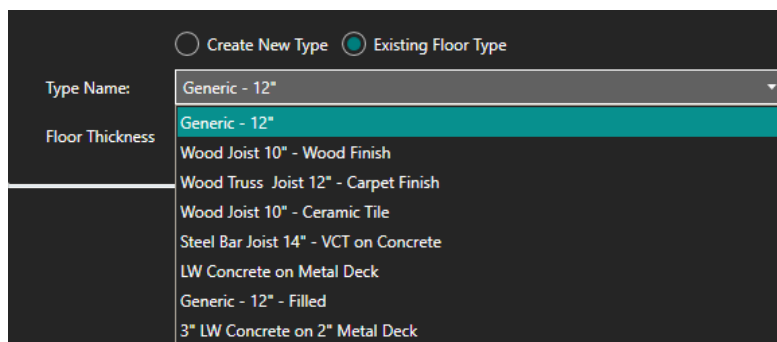 Create New Type Existing Floor Type
Type Name: Generic - 12"
Generic - 12"
Floor Thickness
Wood Joist 10" - Wood Finish
Wood Truss  Joist 12" - Carpet Finish
Wood Joist 10" - Ceramic Tile
Steel Bar Joist 14" - VCT on Concrete
LW Concrete on Metal Deck
Generic - 12" - Filled
3" LW Concrete on 2" Metal Deck